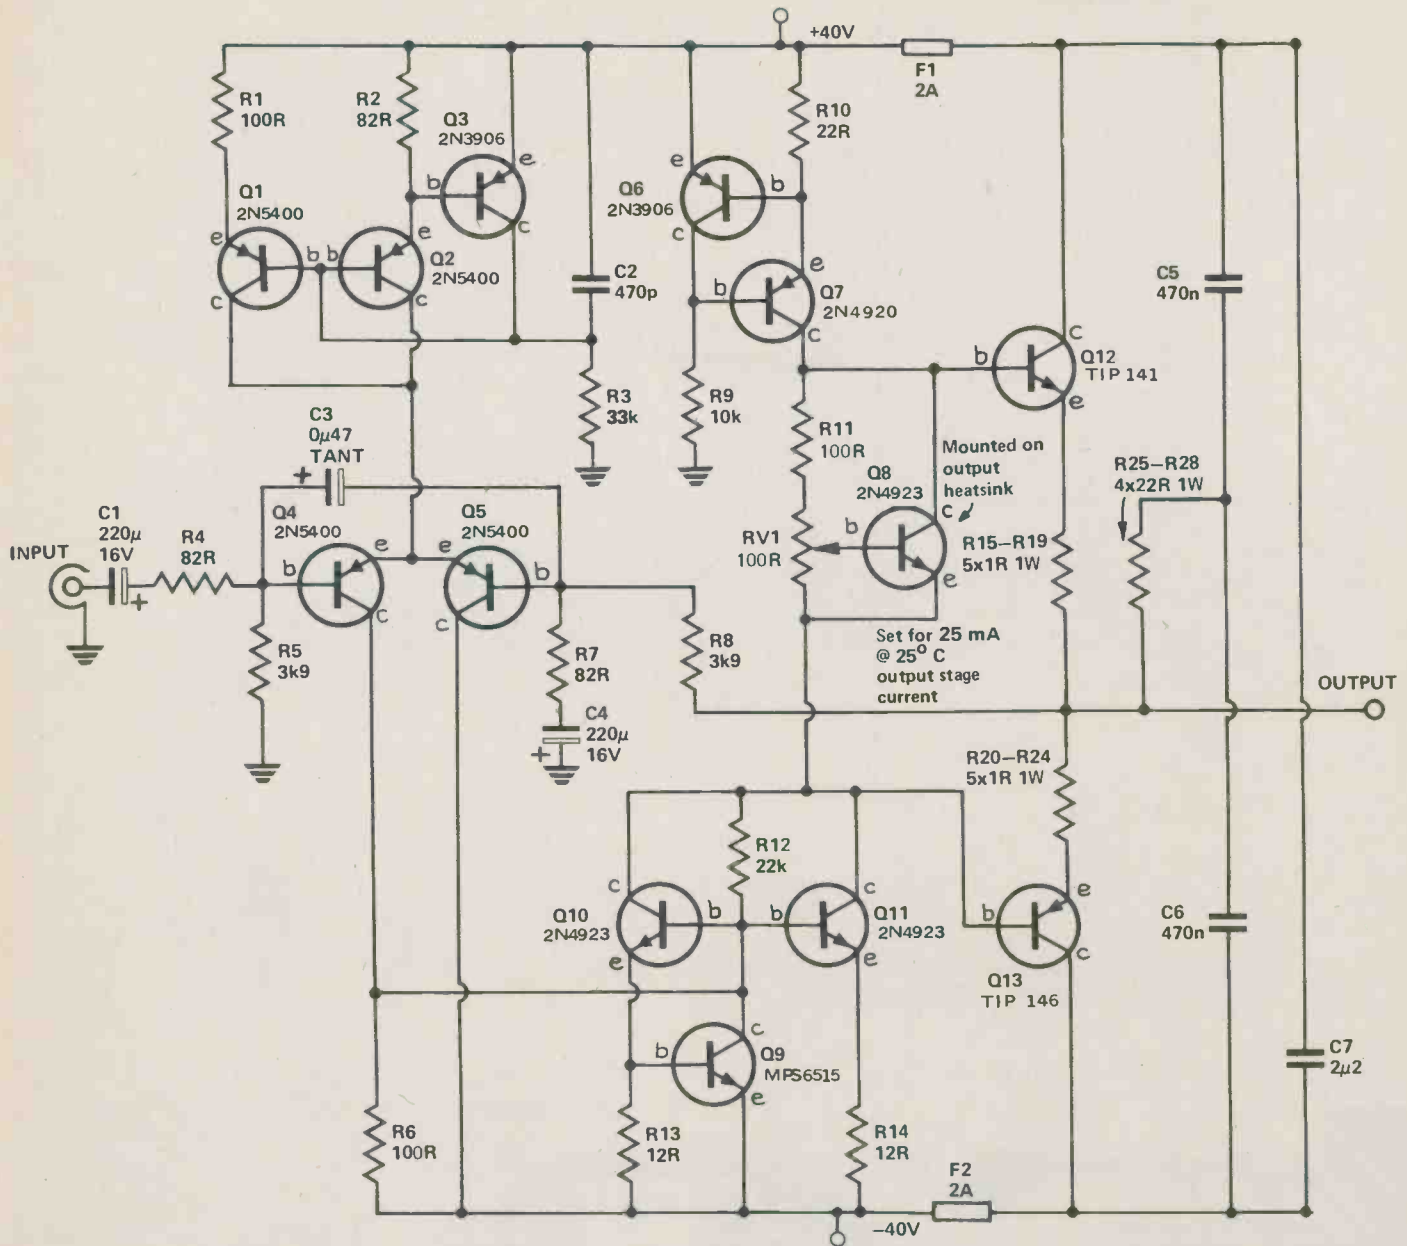 +40V
F1
2A
R1
100R
R2
82R
Q3
2N3906
e
b
c
R10
22R
Q6
2N3906
e
b
c
Q1
2N5400
e
b
c
b
Q2
2N5400
e
c
C2
470p
Q7
2N4920
e
b
c
C5
470n
R3
33k
R9
10k
Q12
TIP 141
b
c
e
C3
0µ47
TANT
+
R11
100R
Mounted on
output
heatsink
Q8
2N4923
C
b
e
R25–R28
4x22R 1W
INPUT
C1
220µ
16V
+
R4
82R
Q4
2N5400
b
e
c
Q5
2N5400
e
b
c
RV1
100R
R15–R19
5x1R 1W
R5
3k9
R7
82R
R8
3k9
Set for 25 mA
@ 25° C
output stage
current
OUTPUT
C4
220µ
16V
+
R20–R24
5x1R 1W
R12
22k
Q10
2N4923
c
b
e
b
Q11
2N4923
c
e
b
e
c
Q13
TIP 146
C6
470n
Q9
MPS6515
b
c
e
C7
2µ2
R6
100R
R13
12R
R14
12R
F2
2A
–40V